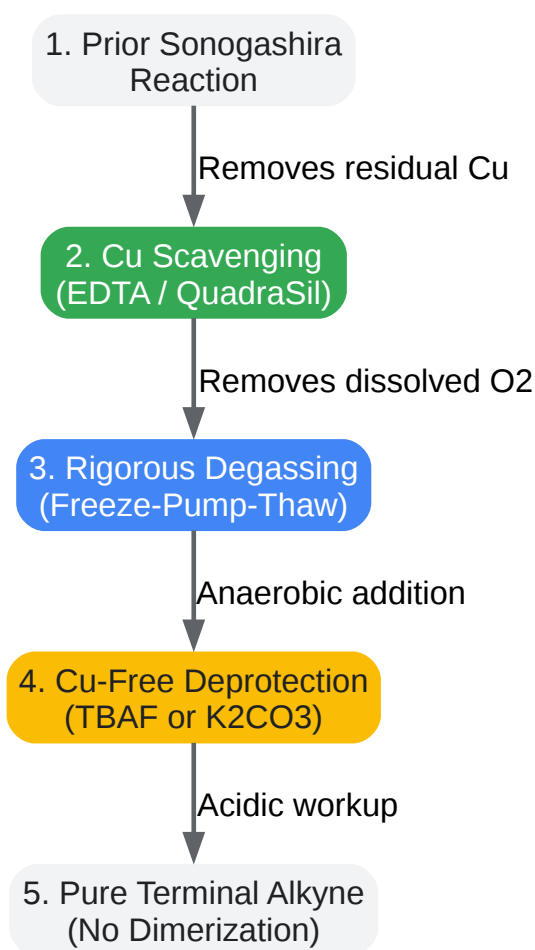 1. Prior Sonogashira
Reaction
Removes residual Cu
2. Cu Scavenging
(EDTA / QuadraSil)
Removes dissolved O2
3. Rigorous Degassing
(Freeze-Pump-Thaw)
Anaerobic addition
4. Cu-Free Deprotection
(TBAF or K2CO3)
Acidic workup
5. Pure Terminal Alkyne
(No Dimerization)